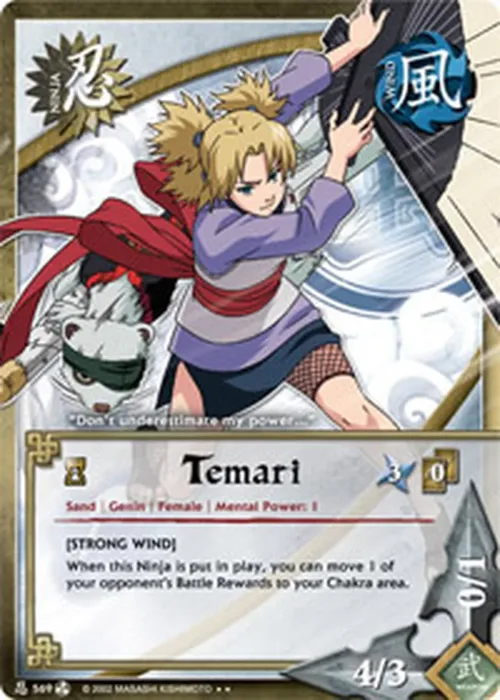 NINJA
忍
WIND
風
"Don't underestimate my power..."
Temari
3
0
Sand | Genin | Female | Mental Power: 1
[STRONG WIND]
When this Ninja is put in play, you can move 1 of
your opponent's Battle Rewards to your Chakra area.
0/1
4/3
武
569
© 2002 MASASHI KISHIMOTO